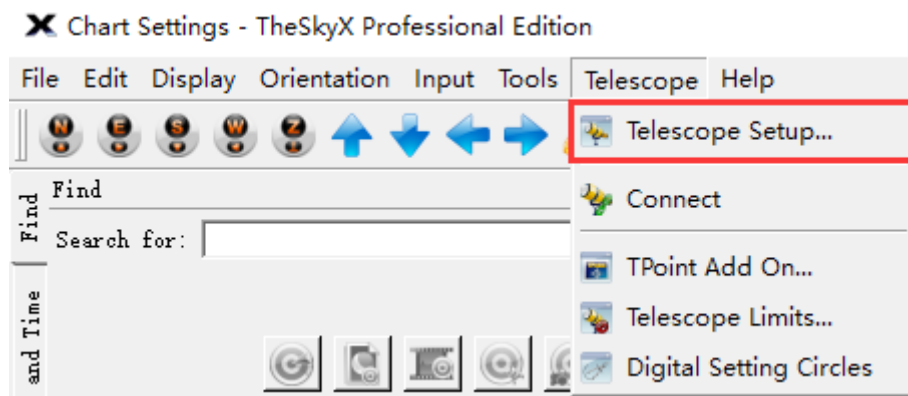 Chart Settings - TheSkyX Professional Edition
File Edit Display Orientation Input Tools Telescope Help
N E S W Z
Telescope Setup...
Find
Find
Search for:
Connect
TPoint Add On...
and Time
Telescope Limits...
Digital Setting Circles